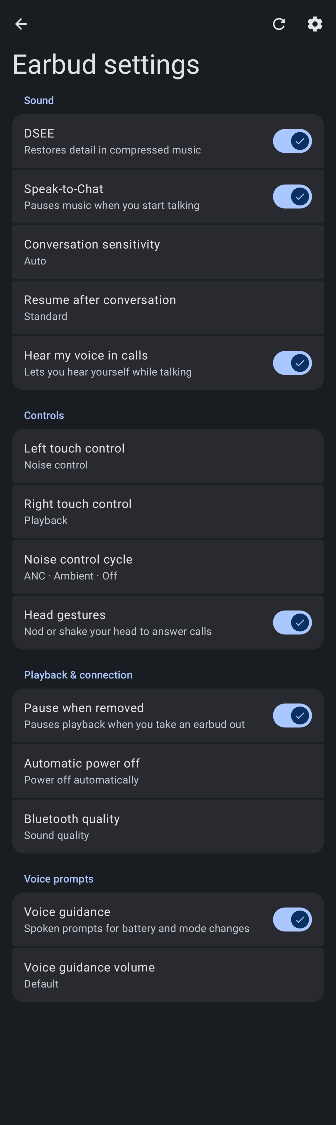 Earbud settings
Sound
DSEE
Restores detail in compressed music
Speak-to-Chat
Pauses music when you start talking
Conversation sensitivity
Auto
Resume after conversation
Standard
Hear my voice in calls
Lets you hear yourself while talking
Controls
Left touch control
Noise control
Right touch control
Playback
Noise control cycle
ANC · Ambient · Off
Head gestures
Nod or shake your head to answer calls
Playback & connection
Pause when removed
Pauses playback when you take an earbud out
Automatic power off
Power off automatically
Bluetooth quality
Sound quality
Voice prompts
Voice guidance
Spoken prompts for battery and mode changes
Voice guidance volume
Default